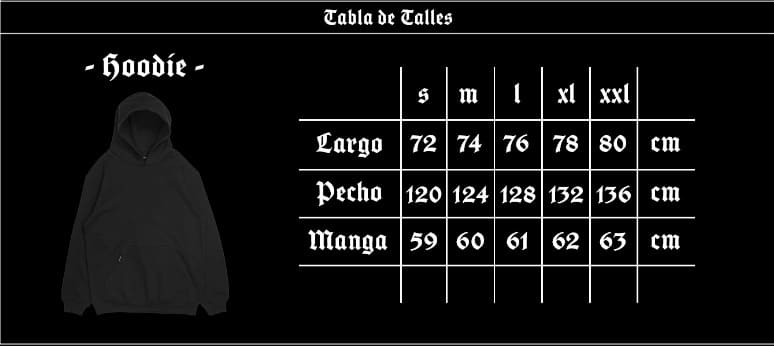 Tabla de Talles
- Hoodie -
s m l xl xxl
Largo 72 74 76 78 80 cm
Pecho 120 124 128 132 136 cm
Manga 59 60 61 62 63 cm